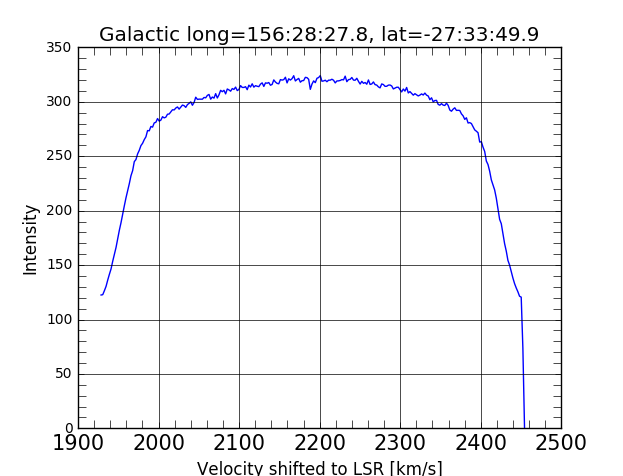 Galactic long=156:28:27.8, lat=-27:33:49.9
350
300
250
200
150
100
50
0
Intensity
1900 2000 2100 2200 2300 2400 2500
Velocity shifted to LSR [km/s]